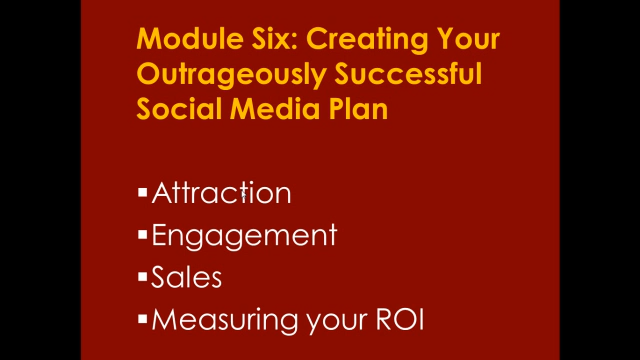 Module Six: Creating Your
Outrageously Successful
Social Media Plan
▪Attraction
▪Engagement
▪Sales
▪Measuring your ROI